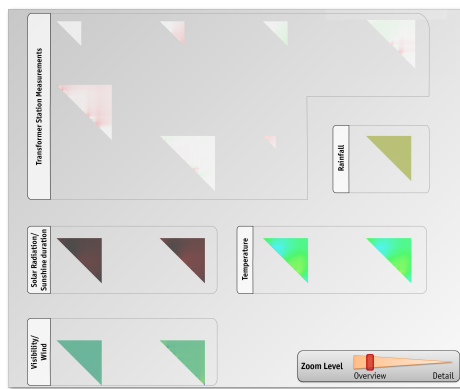 Transformer Station Measurements
Rainfall
Solar Radiation/
Sunshine duration
Temperature
Visibility/
Wind
Zoom Level
Overview
Detail